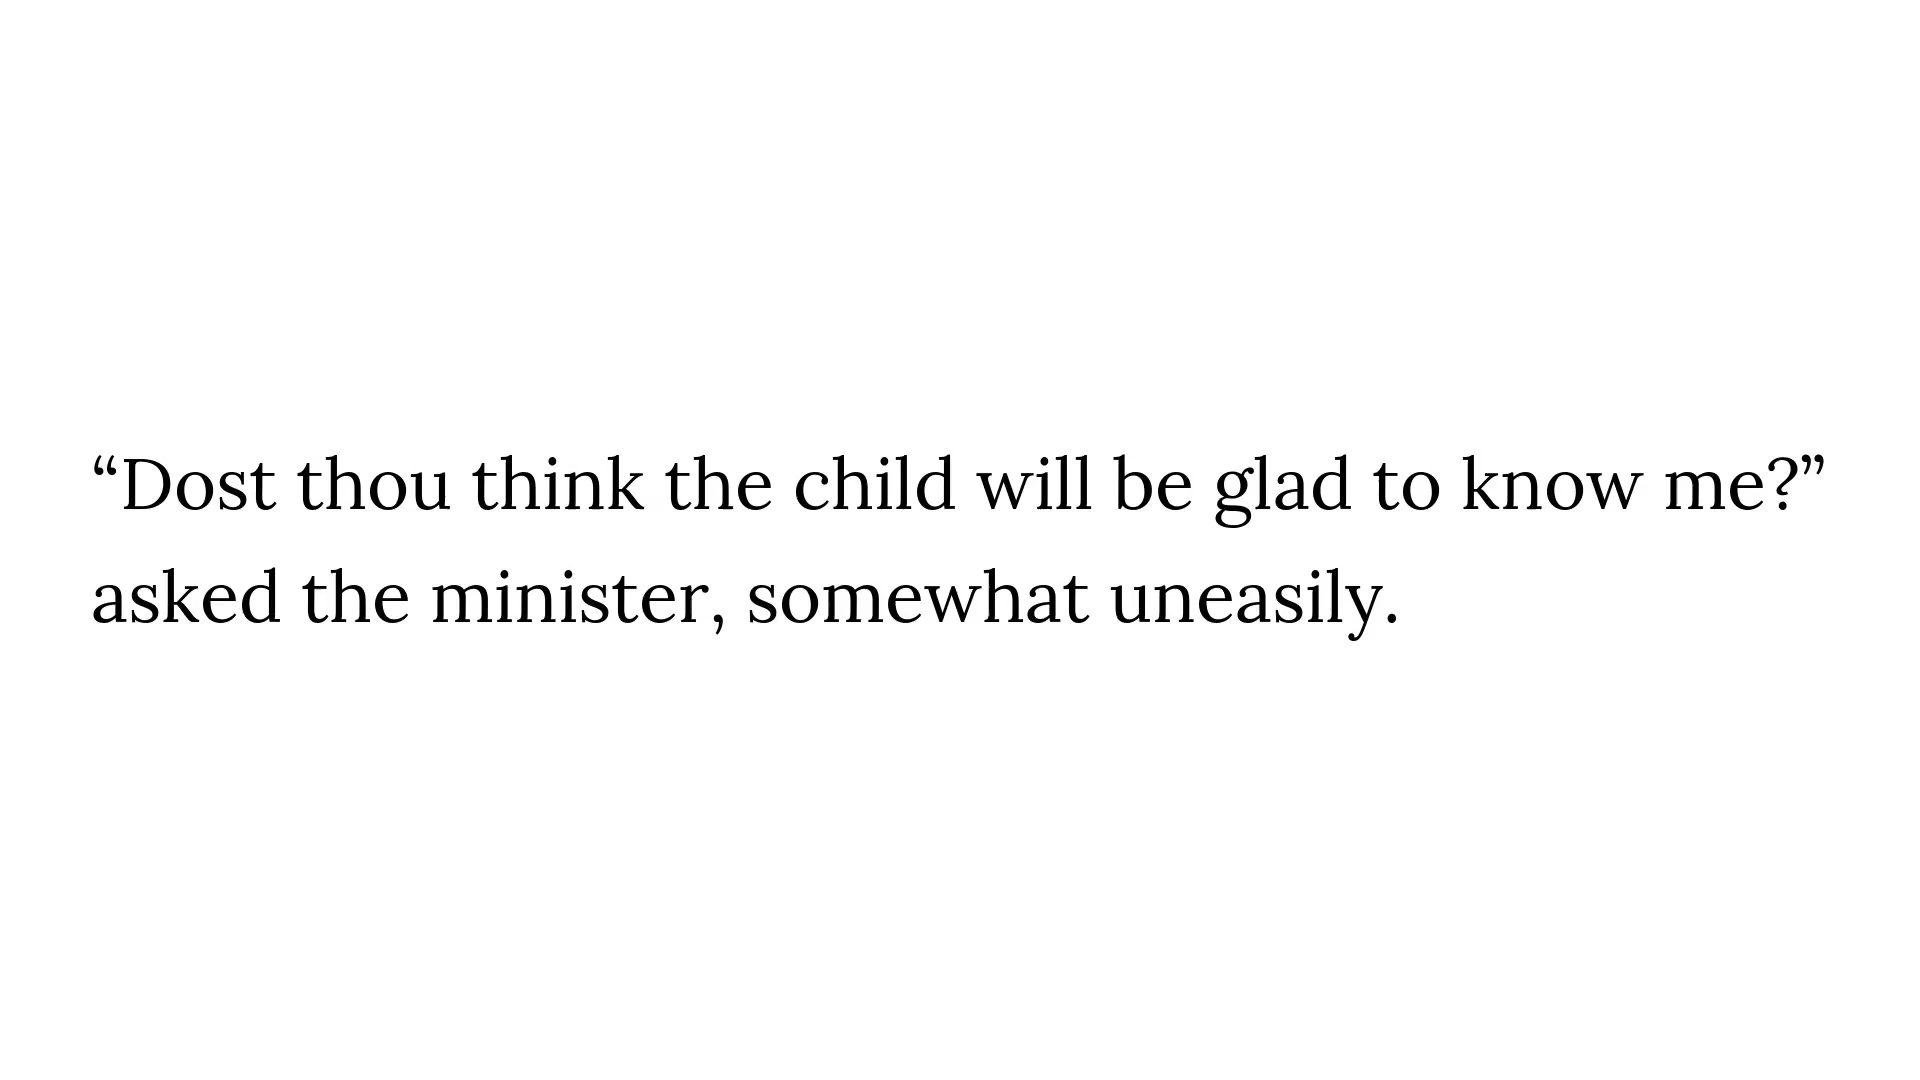 “Dost thou think the child will be glad to know me?”
asked the minister, somewhat uneasily.